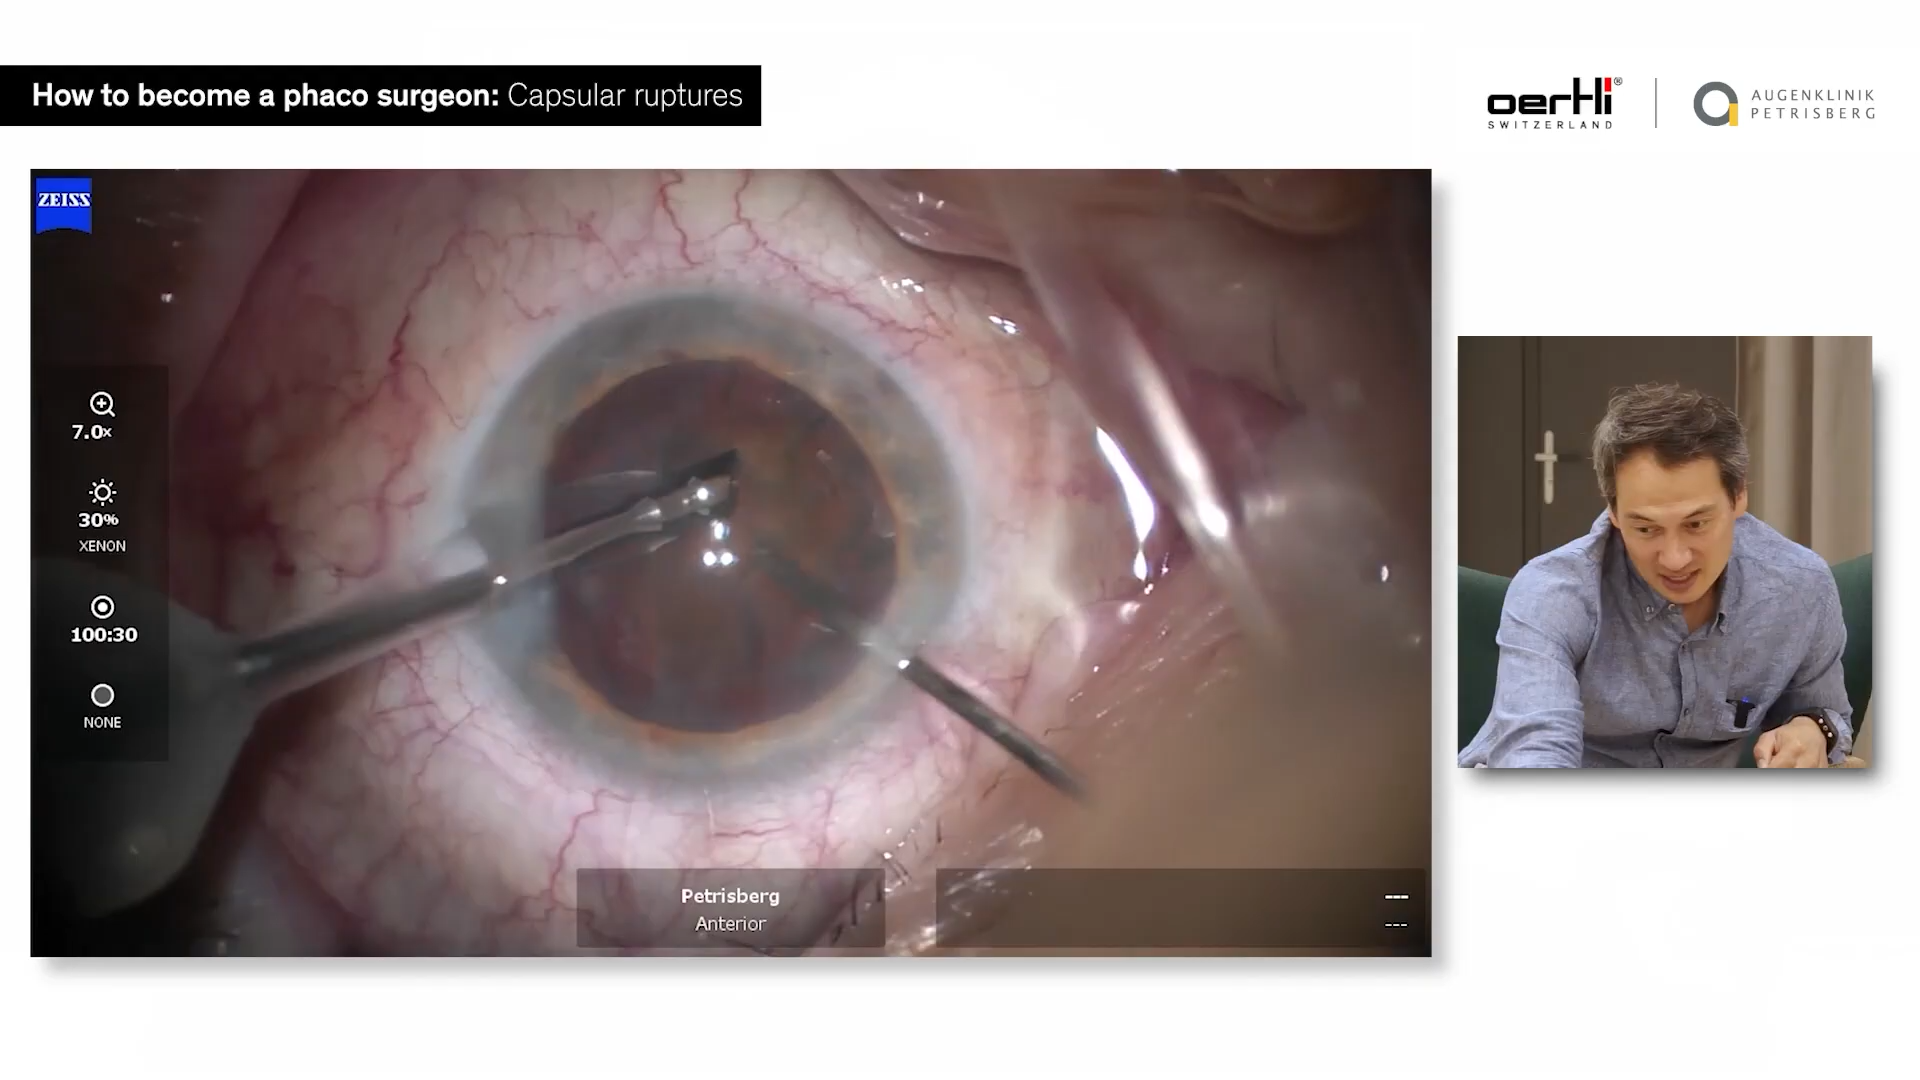 How to become a phaco surgeon: Capsular ruptures
oertli®
SWITZERLAND
AUGENKLINIK
PETRISBERG
ZEISS
7.0x
30%
XENON
100:30
NONE
Petrisberg
Anterior
---
---